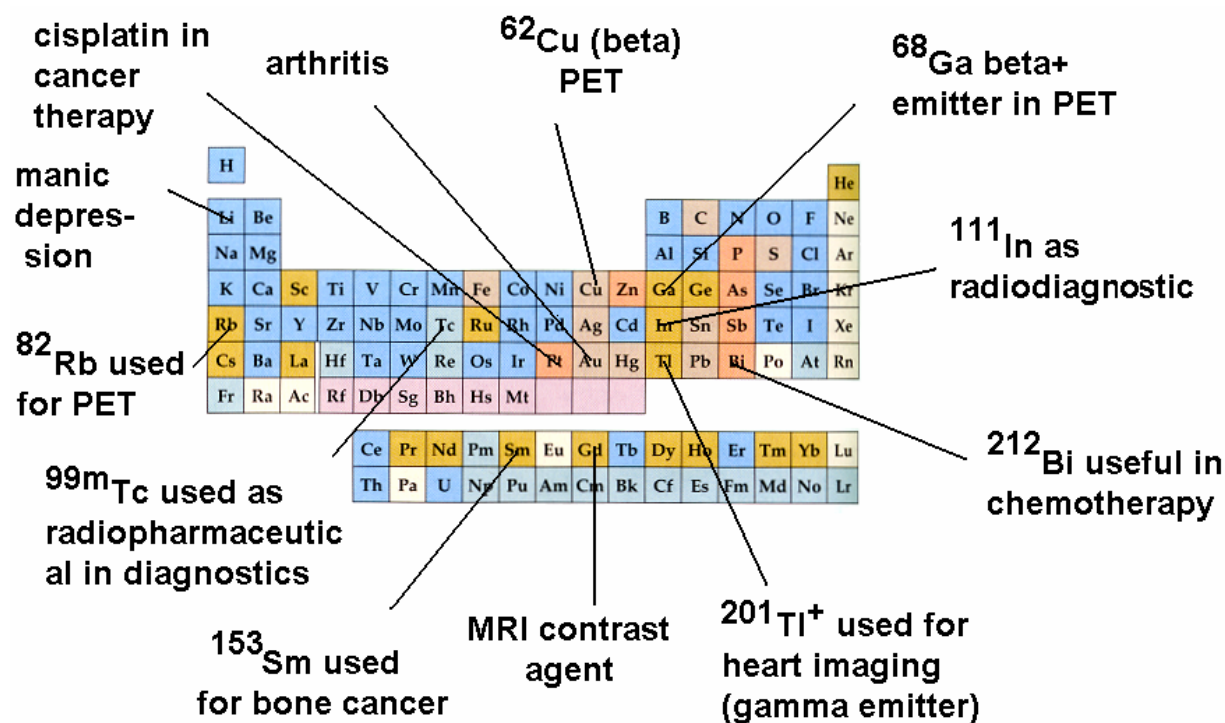 cisplatin in
cancer
therapy
arthritis
62Cu (beta)
PET
68Ga beta+
emitter in PET
manic
depres-
sion
111In as
radiodiagnostic
82Rb used
for PET
99mTc used as
radiopharmaceutic
al in diagnostics
153Sm used
for bone cancer
MRI contrast
agent
201Tl+ used for
heart imaging
(gamma emitter)
212Bi useful in
chemotherapy
H He
Li Be B C N O F Ne
Na Mg Al Si P S Cl Ar
K Ca Sc Ti V Cr Mn Fe Co Ni Cu Zn Ga Ge As Se Br Kr
Rb Sr Y Zr Nb Mo Tc Ru Rh Pd Ag Cd In Sn Sb Te I Xe
Cs Ba La Hf Ta W Re Os Ir Pt Au Hg Tl Pb Bi Po At Rn
Fr Ra Ac Rf Db Sg Bh Hs Mt
Ce Pr Nd Pm Sm Eu Gd Tb Dy Ho Er Tm Yb Lu
Th Pa U Np Pu Am Cm Bk Cf Es Fm Md No Lr